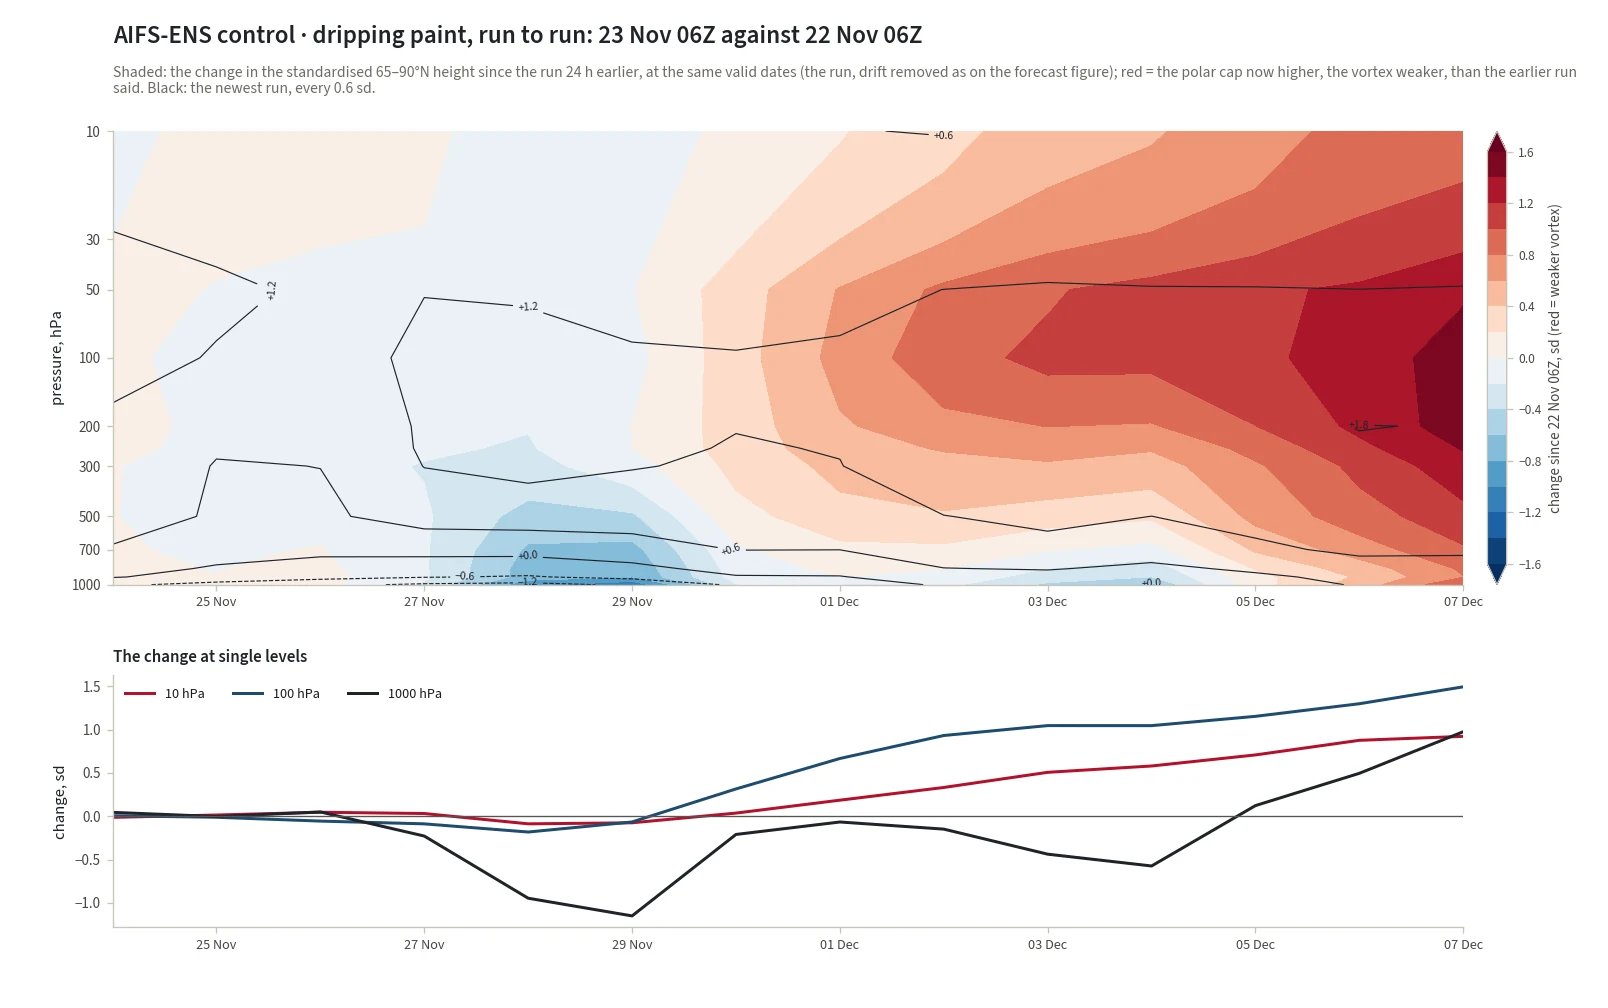 AIFS-ENS control · dripping paint, run to run: 23 Nov 06Z against 22 Nov 06Z
Shaded: the change in the standardised 65–90°N height since the run 24 h earlier, at the same valid dates (the run, drift removed as on the forecast figure); red = the polar cap now higher, the vortex weaker, than the earlier run
said. Black: the newest run, every 0.6 sd.
pressure, hPa
10
30
50
100
200
300
500
700
1000
+0.6
+1.2
+1.2
+1.8
+0.6
+0.0
−0.6
−1.2
+0.0
25 Nov
27 Nov
29 Nov
01 Dec
03 Dec
05 Dec
07 Dec
1.6
1.2
0.8
0.4
0.0
−0.4
−0.8
−1.2
−1.6
change since 22 Nov 06Z, sd (red = weaker vortex)
The change at single levels
10 hPa
100 hPa
1000 hPa
change, sd
1.5
1.0
0.5
0.0
−0.5
−1.0
25 Nov
27 Nov
29 Nov
01 Dec
03 Dec
05 Dec
07 Dec